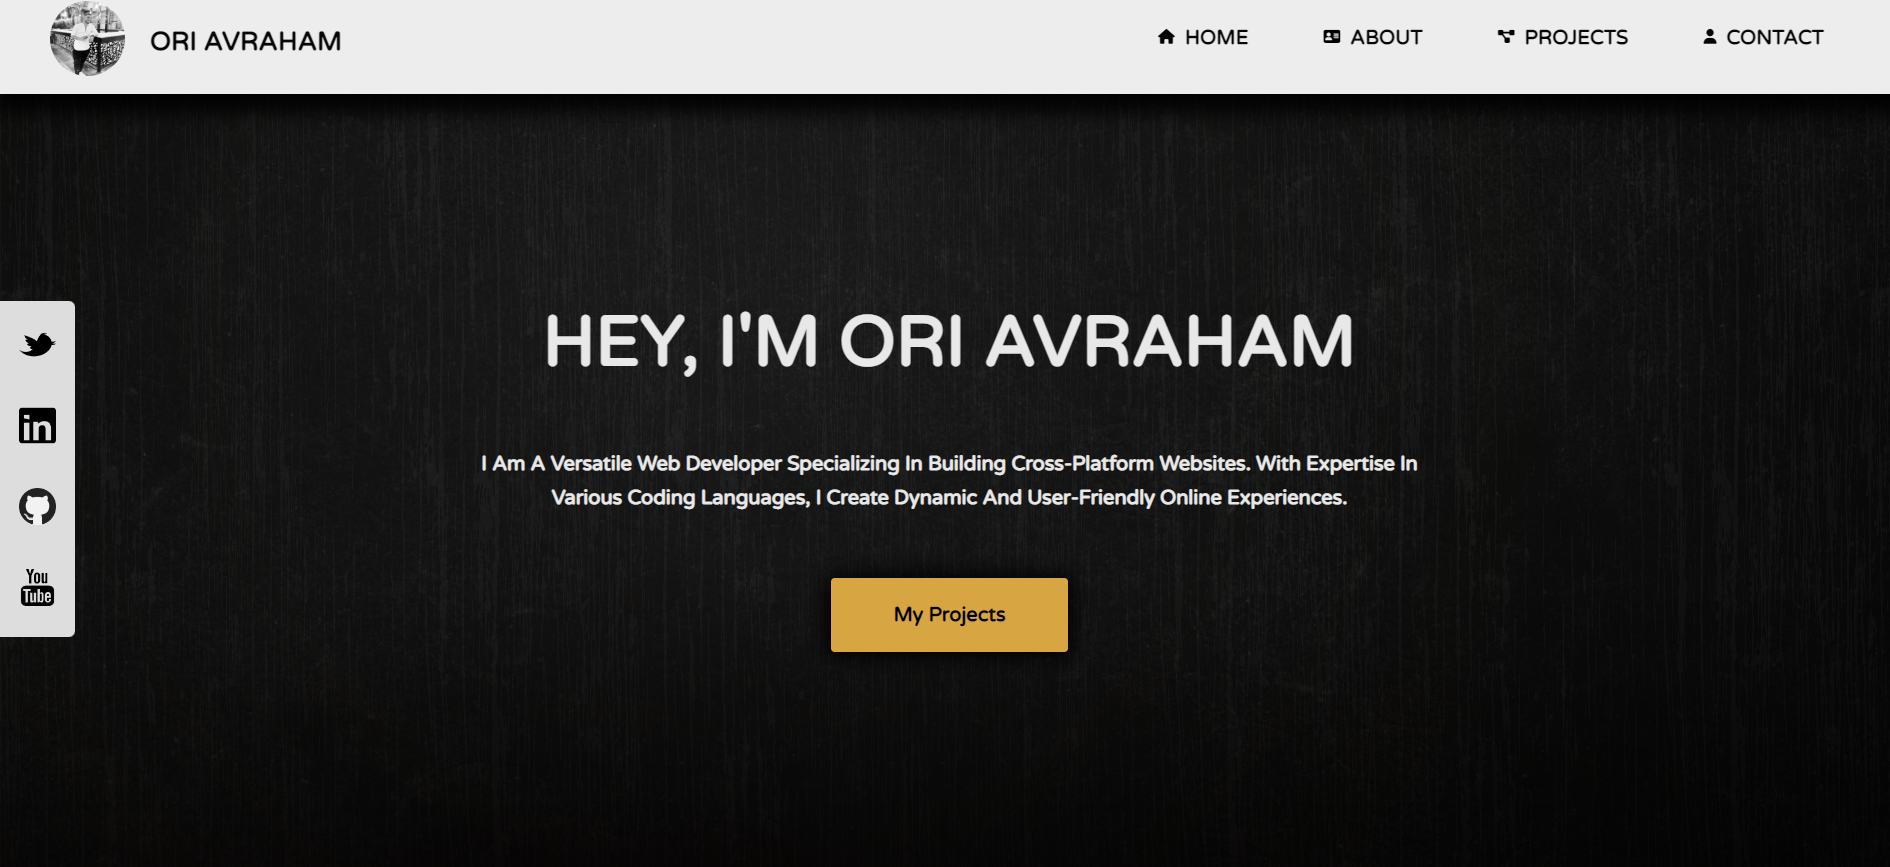 ORI AVRAHAM
HOME
ABOUT
PROJECTS
CONTACT
HEY, I'M ORI AVRAHAM
I Am A Versatile Web Developer Specializing In Building Cross-Platform Websites. With Expertise In
Various Coding Languages, I Create Dynamic And User-Friendly Online Experiences.
in
You
Tube
My Projects